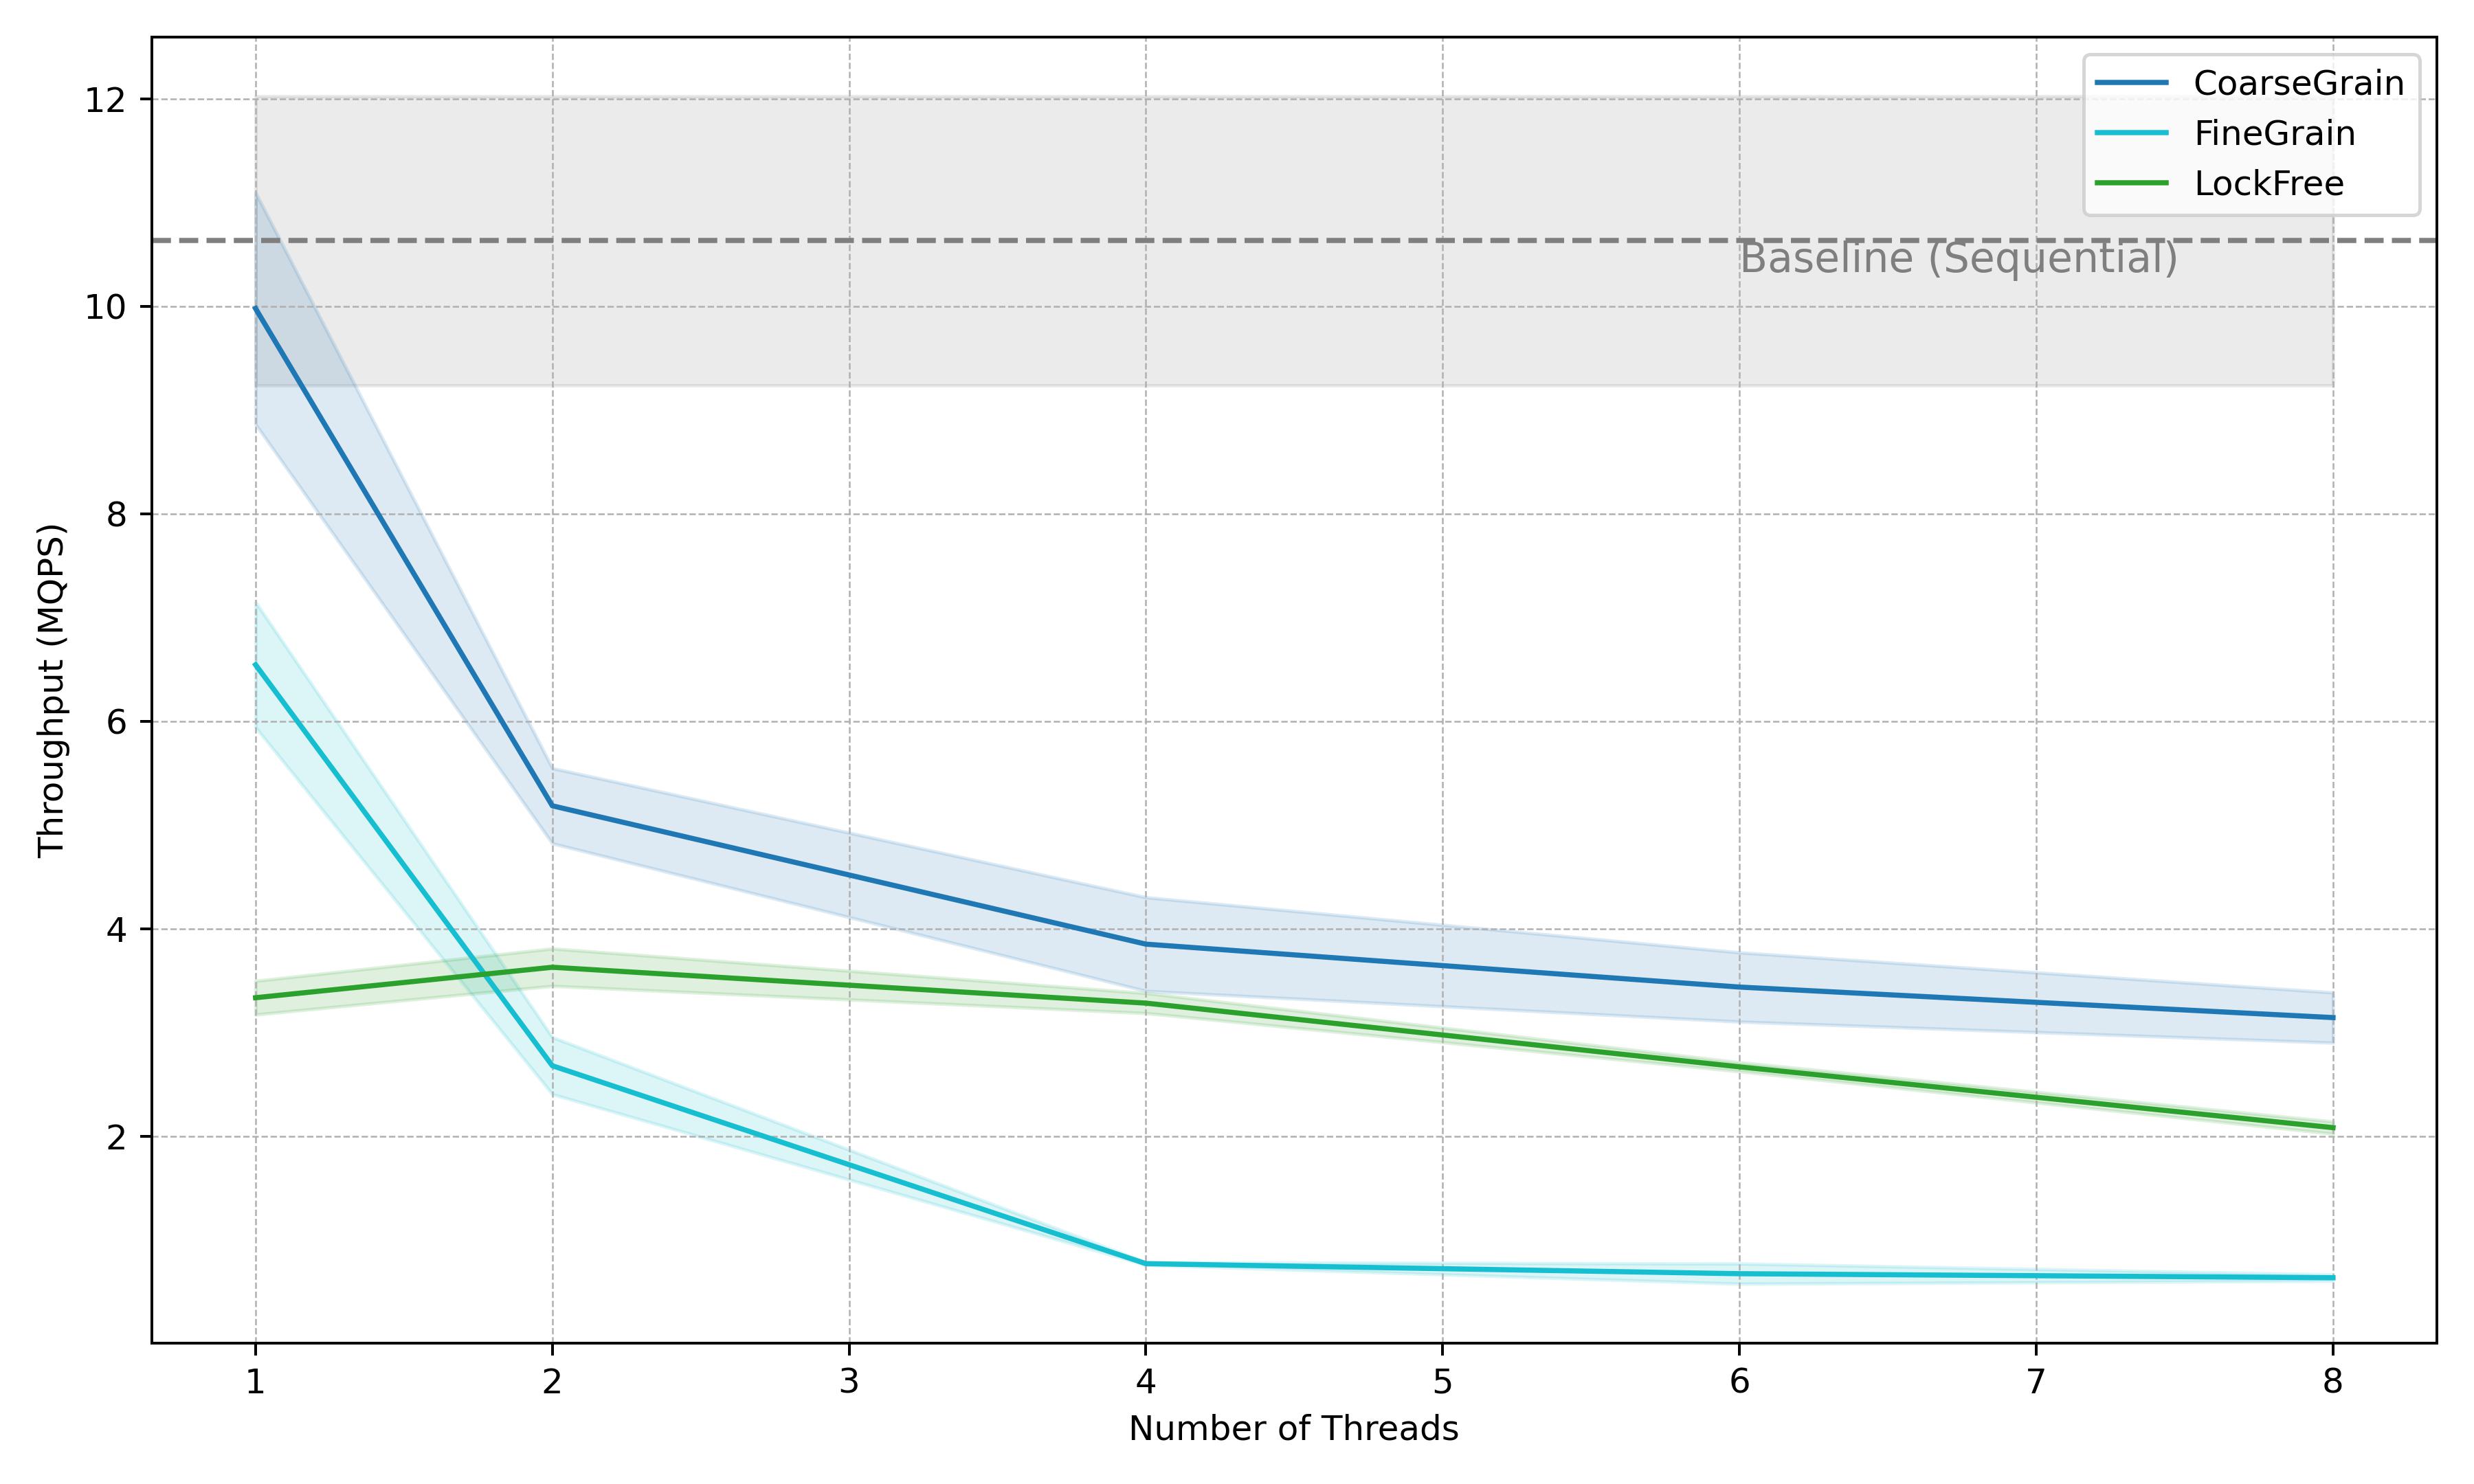 12
10
8
6
4
2
Throughput (MQPS)
CoarseGrain
FineGrain
LockFree
Baseline (Sequential)
1 2 3 4 5 6 7 8
Number of Threads